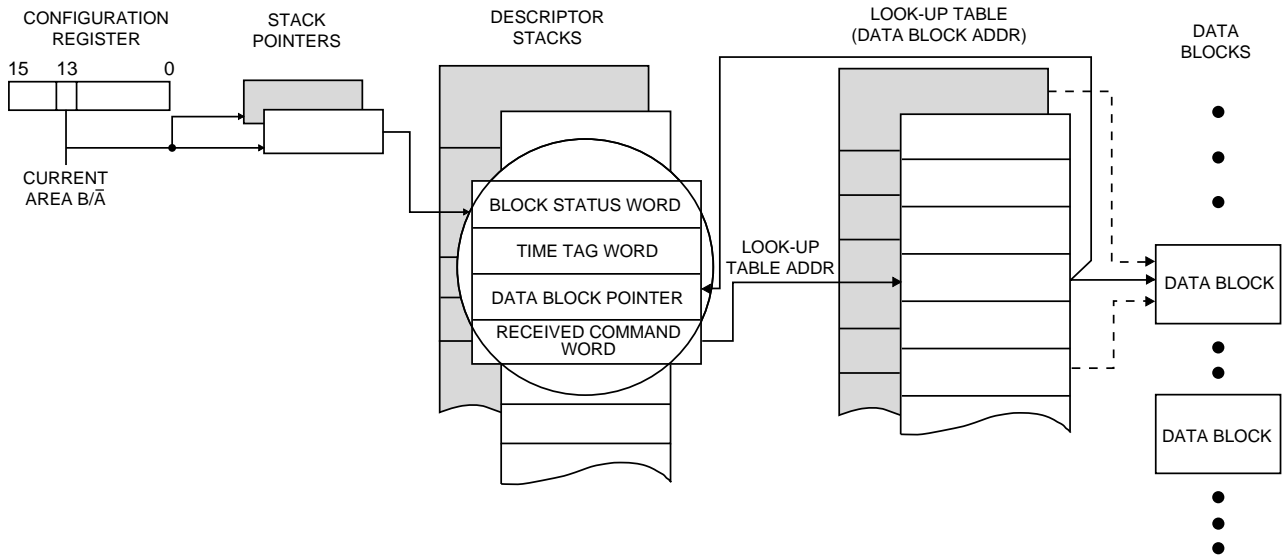 CONFIGURATION
REGISTER
15 13 0
CURRENT
AREA B/A̅
STACK
POINTERS
DESCRIPTOR
STACKS
BLOCK STATUS WORD
TIME TAG WORD
DATA BLOCK POINTER
RECEIVED COMMAND
WORD
LOOK-UP
TABLE ADDR
LOOK-UP TABLE
(DATA BLOCK ADDR)
DATA
BLOCKS
DATA BLOCK
DATA BLOCK